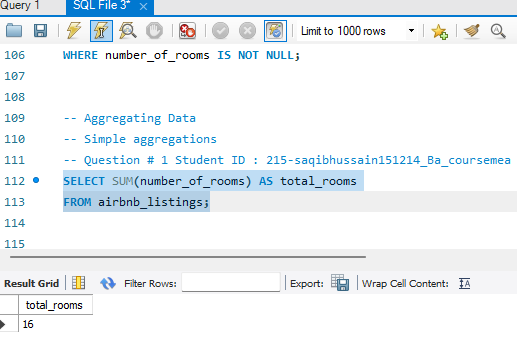 Query 1
SQL File 3*
Limit to 1000 rows
106 WHERE number_of_rooms IS NOT NULL;
107
108
109 -- Aggregating Data
110 -- Simple aggregations
111 -- Question # 1 Student ID : 215-saqibhussain151214_Ba_coursemea
112 SELECT SUM(number_of_rooms) AS total_rooms
113 FROM airbnb_listings;
114
115
Result Grid Filter Rows: Export: Wrap Cell Content:
total_rooms
16